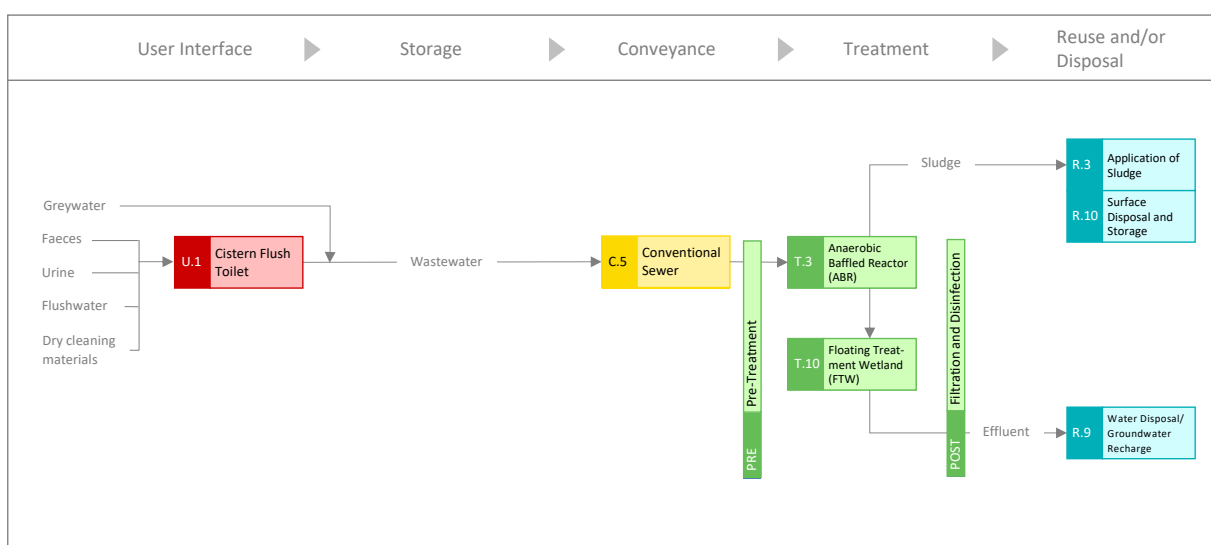 User Interface
Storage
Conveyance
Treatment
Reuse and/or
Disposal
Greywater
Faeces
Urine
Flushwater
Dry cleaning
materials
U.1
Cistern Flush
Toilet
Wastewater
C.5
Conventional
Sewer
PRE
Pre-Treatment
T.3
Anaerobic
Baffled Reactor
(ABR)
T.10
Floating Treat-
ment Wetland
(FTW)
POST
Filtration and Disinfection
Sludge
R.3
Application of
Sludge
R.10
Surface
Disposal and
Storage
Effluent
R.9
Water Disposal/
Groundwater
Recharge